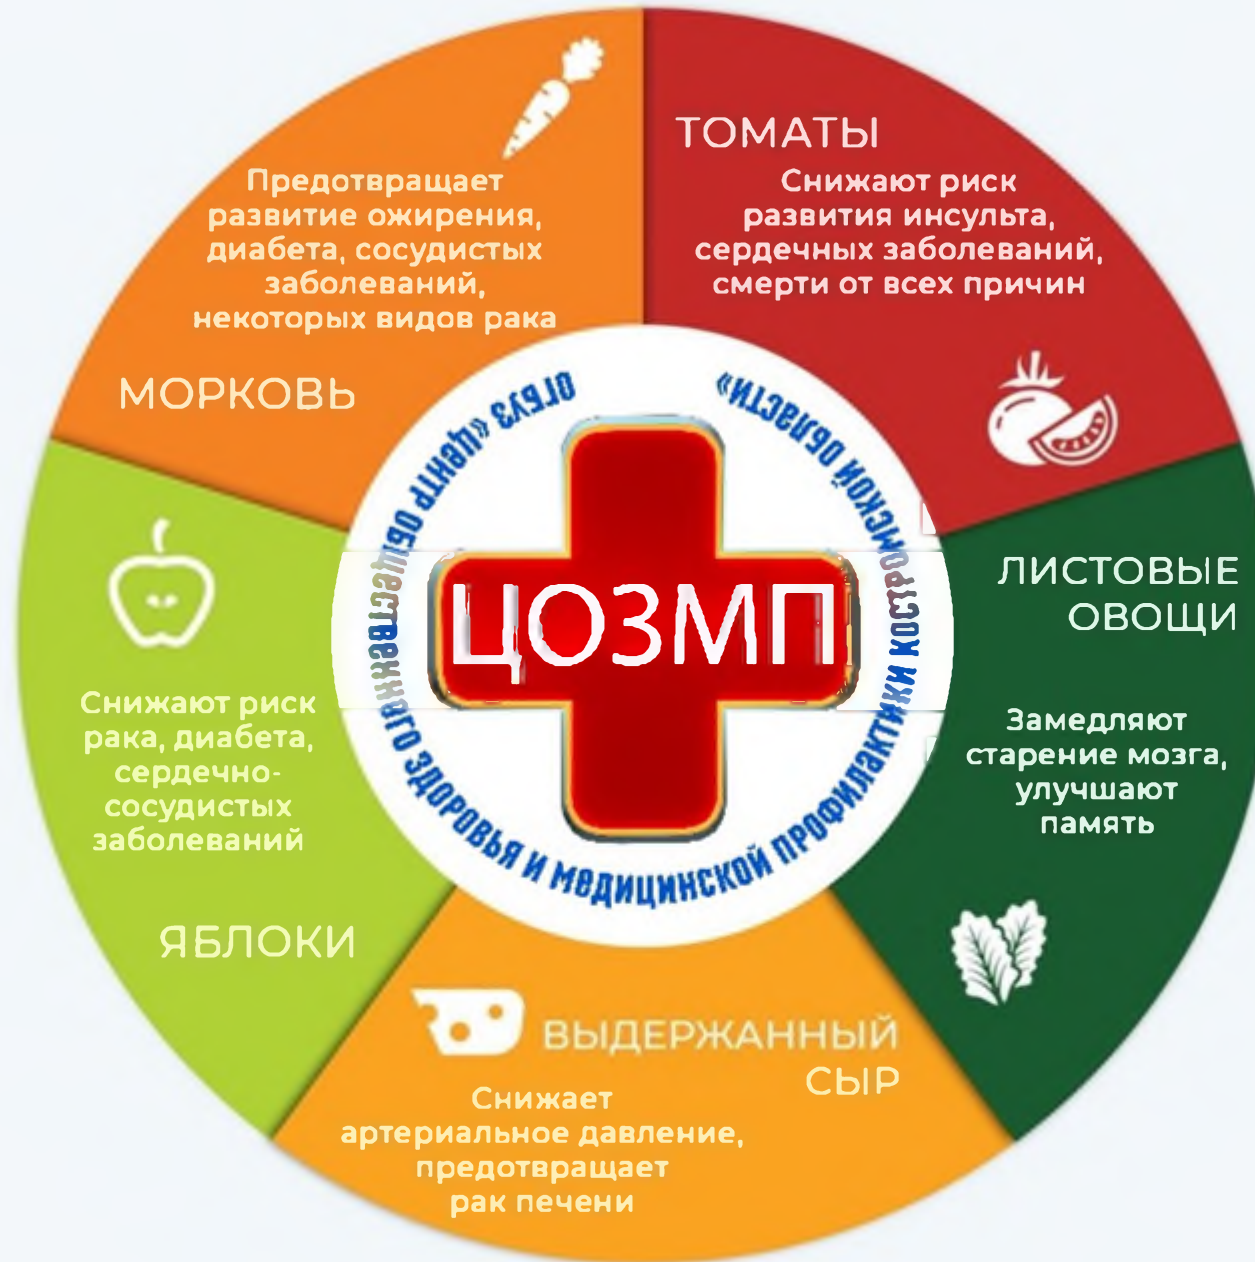 Предотвращает
развитие ожирения,
диабета, сосудистых
заболеваний,
некоторых видов рака
МОРКОВЬ
ТОМАТЫ
Снижают риск
развития инсульта,
сердечных заболеваний,
смерти от всех причин
ЛИСТОВЫЕ
ОВОЩИ
Замедляют
старение мозга,
улучшают
память
ВЫДЕРЖАННЫЙ
СЫР
Снижает
артериальное давление,
предотвращает
рак печени
Снижают риск
рака, диабета,
сердечно-
сосудистых
заболеваний
ЯБЛОКИ
ОГБУЗ «ЦЕНТР ОБЩЕСТВЕННОГО ЗДОРОВЬЯ И МЕДИЦИНСКОЙ ПРОФИЛАКТИКИ КОСТРОМСКОЙ ОБЛАСТИ»
ЦОЗМП